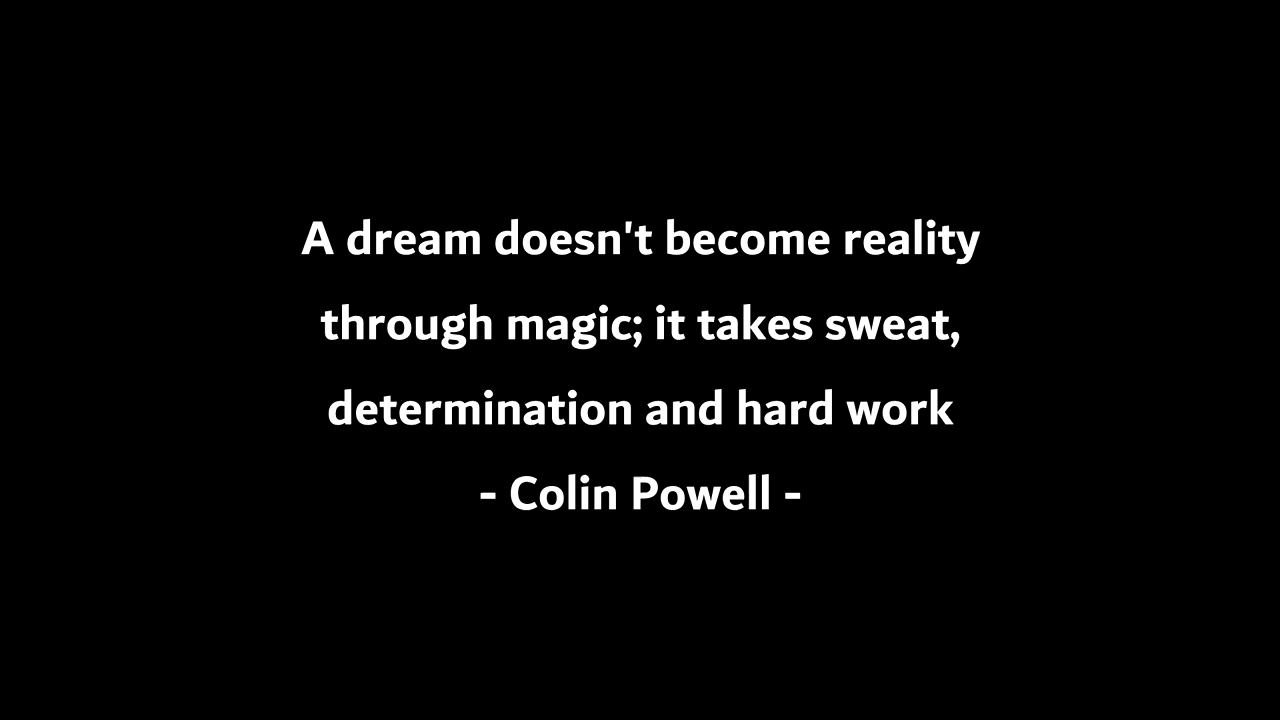 A dream doesn't become reality
through magic; it takes sweat,
determination and hard work
- Colin Powell -